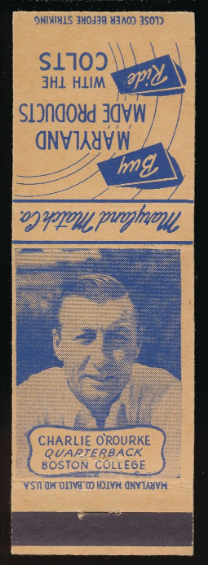 CLOSE COVER BEFORE STRIKING
Buy
MARYLAND
MADE PRODUCTS
Ride
WITH THE
COLTS
Maryland Match Co.
CHARLIE O'ROURKE
QUARTERBACK
BOSTON COLLEGE
MARYLAND MATCH CO. BALTO. MD. U.S.A.